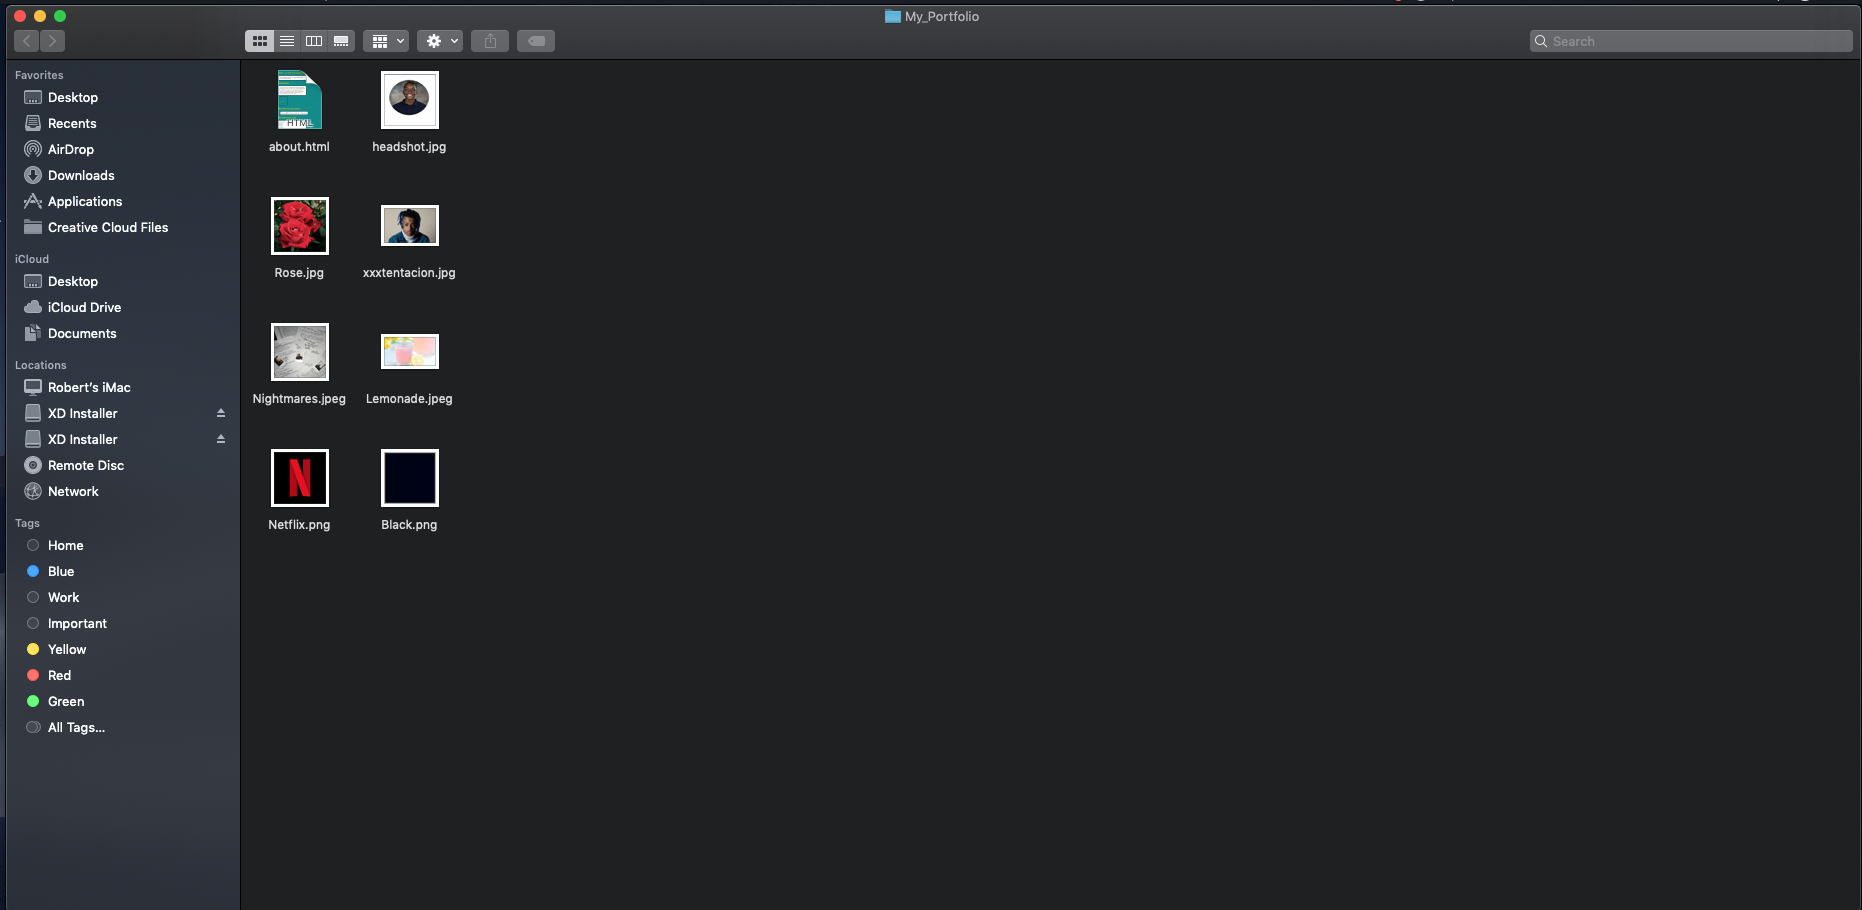 My_Portfolio
Search
Favorites
Desktop
Recents
AirDrop
Downloads
Applications
Creative Cloud Files
iCloud
Desktop
iCloud Drive
Documents
Locations
Robert's iMac
XD Installer
XD Installer
Remote Disc
Network
Tags
Home
Blue
Work
Important
Yellow
Red
Green
All Tags...
HTML
about.html
headshot.jpg
Rose.jpg
xxxtentacion.jpg
Nightmares.jpeg
Lemonade.jpeg
N
Netflix.png
Black.png